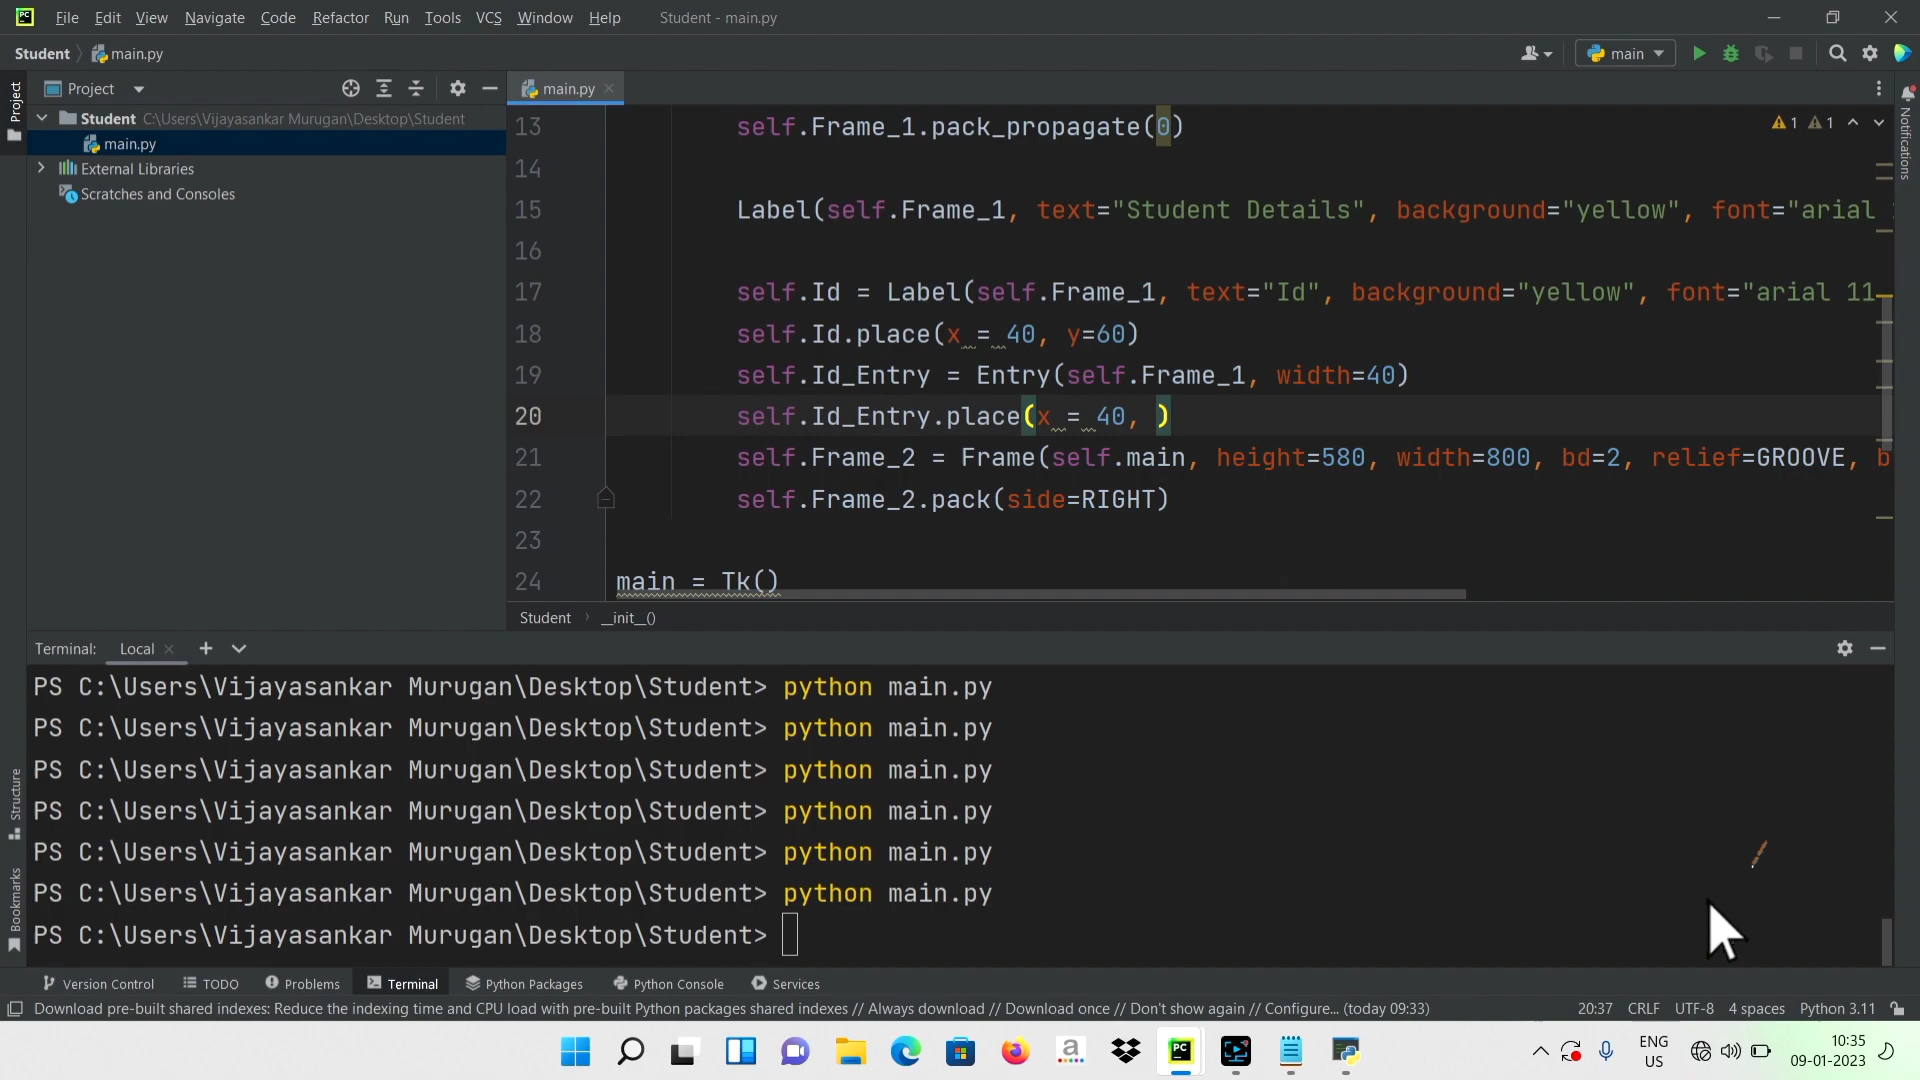 PC File Edit View Navigate Code Refactor Run Tools VCS Window Help Student - main.py
Student main.py main
Project main.py
Student C:\Users\Vijayasankar Murugan\Desktop\Student
main.py
External Libraries
Scratches and Consoles
Project
Structure
Bookmarks
Notifications
1 1
13 self.Frame_1.pack_propagate(0)
14
15 Label(self.Frame_1, text="Student Details", background="yellow", font="arial
16
17 self.Id = Label(self.Frame_1, text="Id", background="yellow", font="arial 11
18 self.Id.place(x = 40, y=60)
19 self.Id_Entry = Entry(self.Frame_1, width=40)
20 self.Id_Entry.place(x = 40, )
21 self.Frame_2 = Frame(self.main, height=580, width=800, bd=2, relief=GROOVE, b
22 self.Frame_2.pack(side=RIGHT)
23
24 main = Tk()
Student __init__()
Terminal: Local
PS C:\Users\Vijayasankar Murugan\Desktop\Student> python main.py
PS C:\Users\Vijayasankar Murugan\Desktop\Student> python main.py
PS C:\Users\Vijayasankar Murugan\Desktop\Student> python main.py
PS C:\Users\Vijayasankar Murugan\Desktop\Student> python main.py
PS C:\Users\Vijayasankar Murugan\Desktop\Student> python main.py
PS C:\Users\Vijayasankar Murugan\Desktop\Student> python main.py
PS C:\Users\Vijayasankar Murugan\Desktop\Student>
Version Control TODO Problems Terminal Python Packages Python Console Services
Download pre-built shared indexes: Reduce the indexing time and CPU load with pre-built Python packages shared indexes // Always download // Download once // Don't show again // Configure... (today 09:33) 20:37 CRLF UTF-8 4 spaces Python 3.11
a PC ENG
US
10:35
09-01-2023